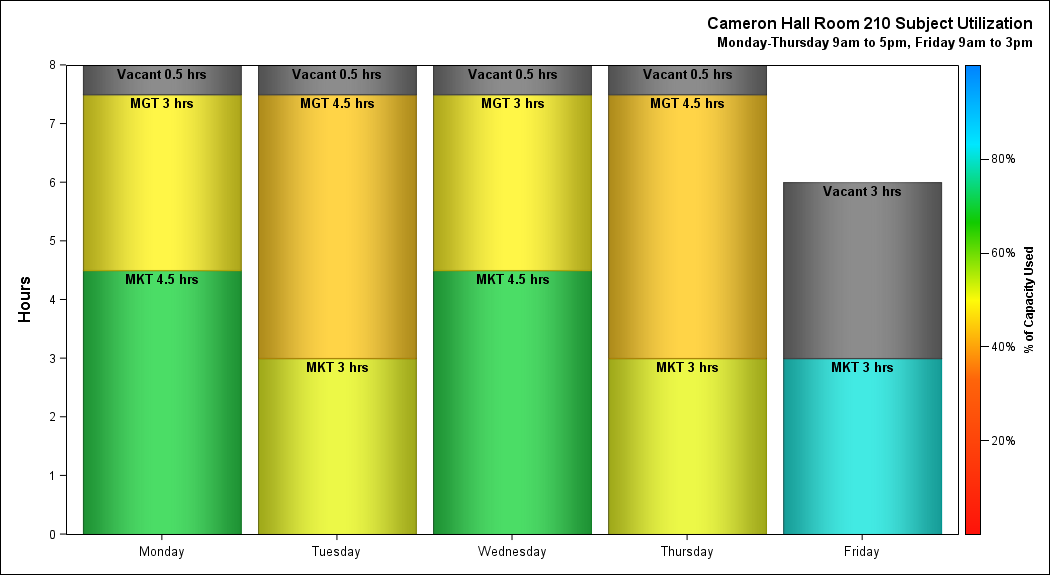 Cameron Hall Room 210 Subject Utilization
Monday-Thursday 9am to 5pm, Friday 9am to 3pm
Hours
8
7
6
5
4
3
2
1
0
Vacant 0.5 hrs
MGT 3 hrs
MKT 4.5 hrs
Vacant 0.5 hrs
MGT 4.5 hrs
MKT 3 hrs
Vacant 0.5 hrs
MGT 3 hrs
MKT 4.5 hrs
Vacant 0.5 hrs
MGT 4.5 hrs
MKT 3 hrs
Vacant 3 hrs
MKT 3 hrs
Monday
Tuesday
Wednesday
Thursday
Friday
80%
60%
40%
20%
% of Capacity Used